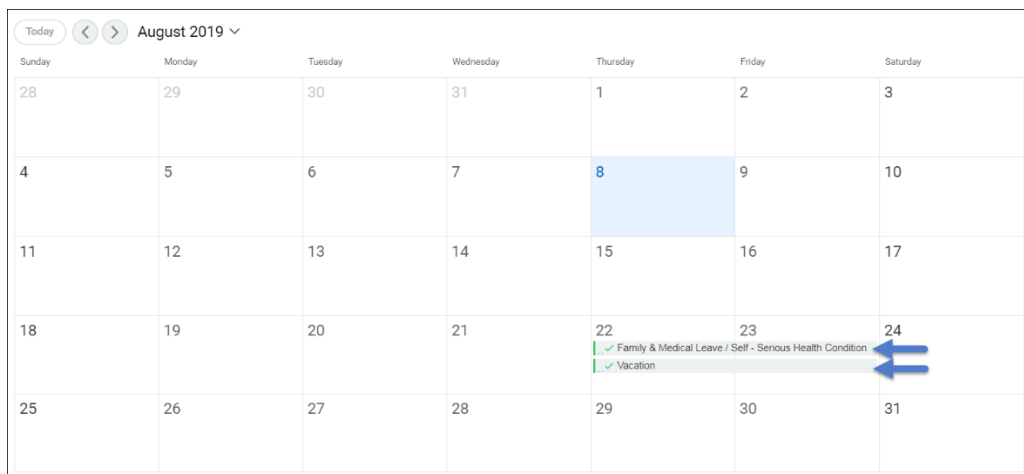 Today August 2019
Sunday Monday Tuesday Wednesday Thursday Friday Saturday
28 29 30 31 1 2 3
4 5 6 7 8 9 10
11 12 13 14 15 16 17
18 19 20 21 22 23 24
Family & Medical Leave / Self - Serious Health Condition
Vacation
25 26 27 28 29 30 31